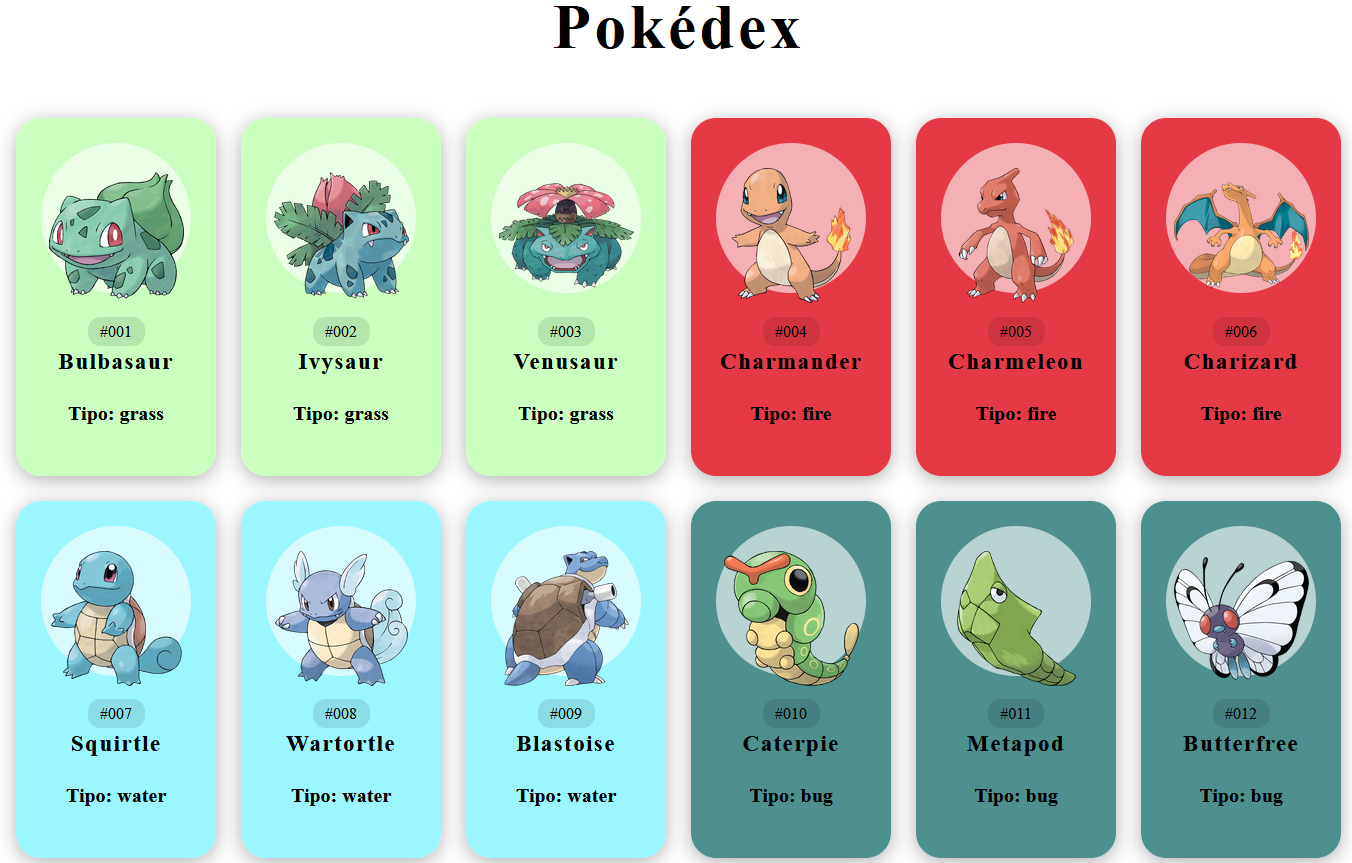 Pokédex
#001
Bulbasaur
Tipo: grass
#002
Ivysaur
Tipo: grass
#003
Venusaur
Tipo: grass
#004
Charmander
Tipo: fire
#005
Charmeleon
Tipo: fire
#006
Charizard
Tipo: fire
#007
Squirtle
Tipo: water
#008
Wartortle
Tipo: water
#009
Blastoise
Tipo: water
#010
Caterpie
Tipo: bug
#011
Metapod
Tipo: bug
#012
Butterfree
Tipo: bug